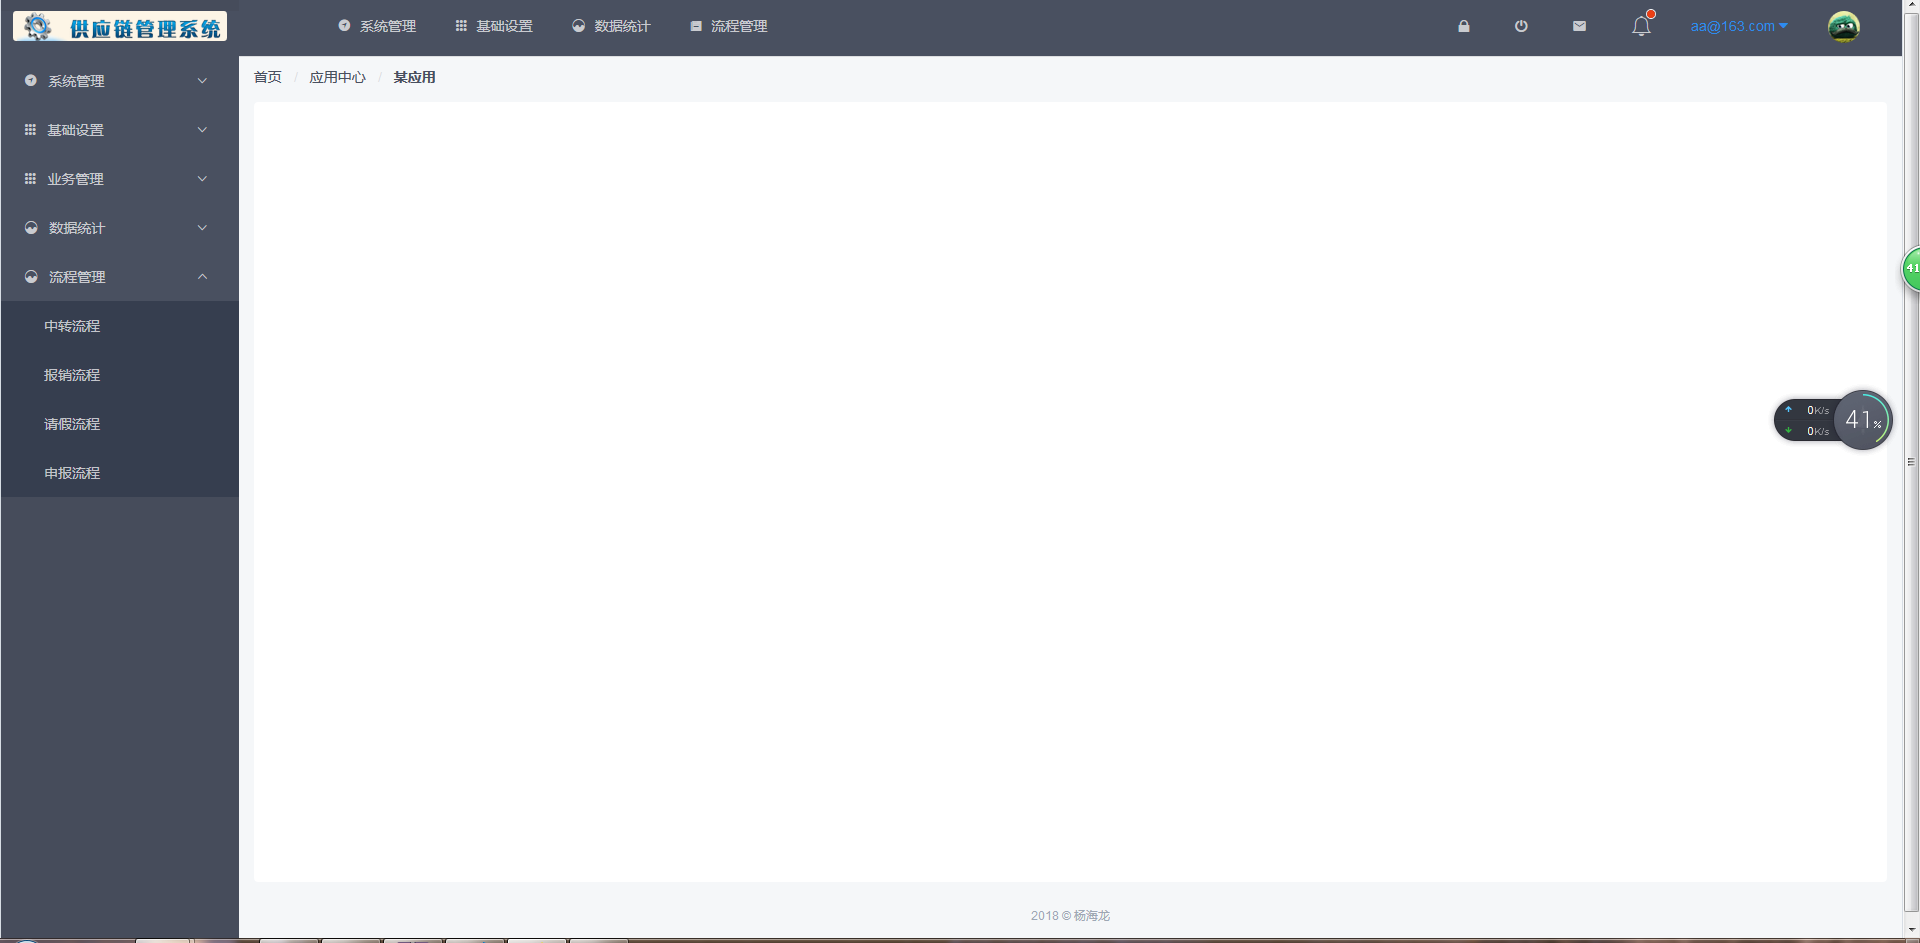 供应链管理系统 系统管理 基础设置 数据统计 流程管理 aa@163.com
首页 / 应用中心 / 某应用
系统管理
基础设置
业务管理
数据统计
流程管理
中转流程
报销流程
请假流程
申报流程
41
0K/s
0K/s
41%
2018 © 杨海龙